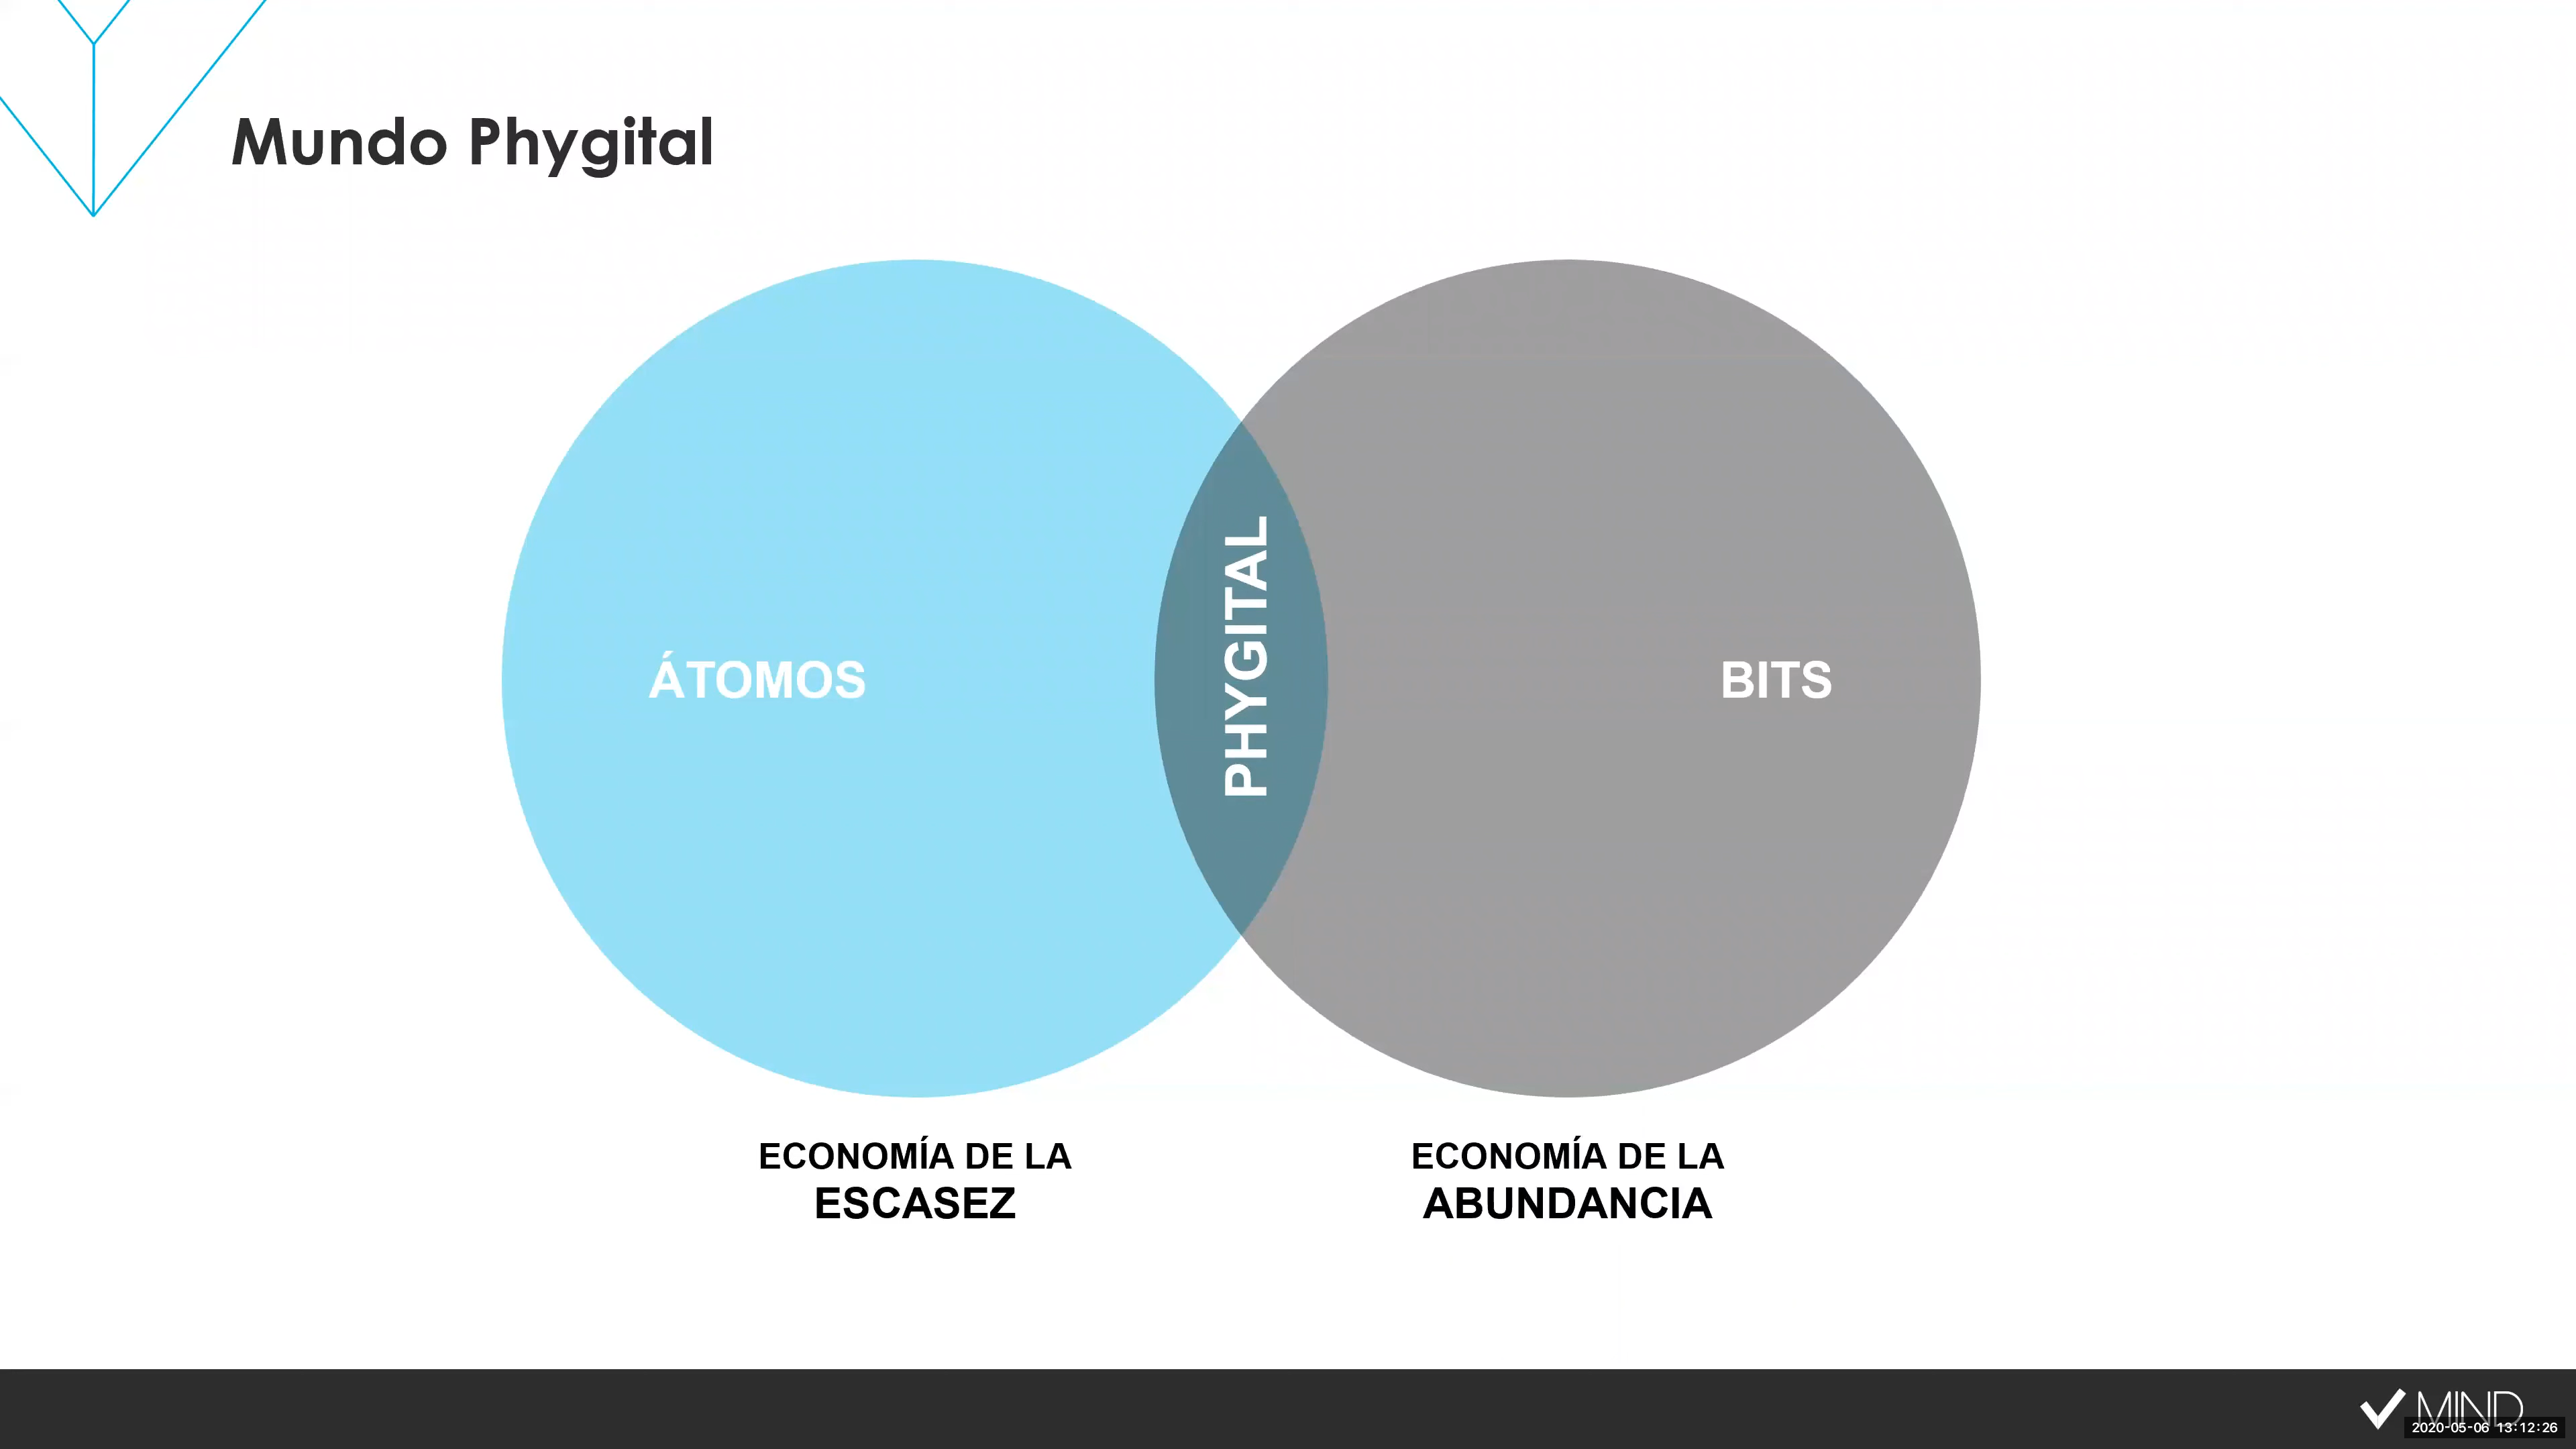 Mundo Phygital
ÁTOMOS
PHYGITAL
BITS
ECONOMÍA DE LA
ESCASEZ
ECONOMÍA DE LA
ABUNDANCIA
MIND
2020-05-06 13:12:26